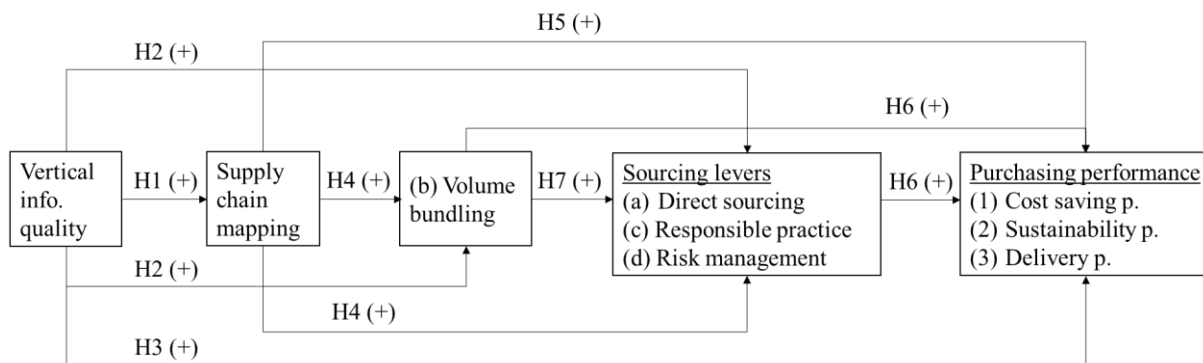 H5 (+)
H2 (+)
H6 (+)
Vertical
info.
quality
H1 (+)
Supply
chain
mapping
H4 (+)
(b) Volume
bundling
H7 (+)
Sourcing levers
(a) Direct sourcing
(c) Responsible practice
(d) Risk management
H6 (+)
Purchasing performance
(1) Cost saving p.
(2) Sustainability p.
(3) Delivery p.
H2 (+)
H4 (+)
H3 (+)